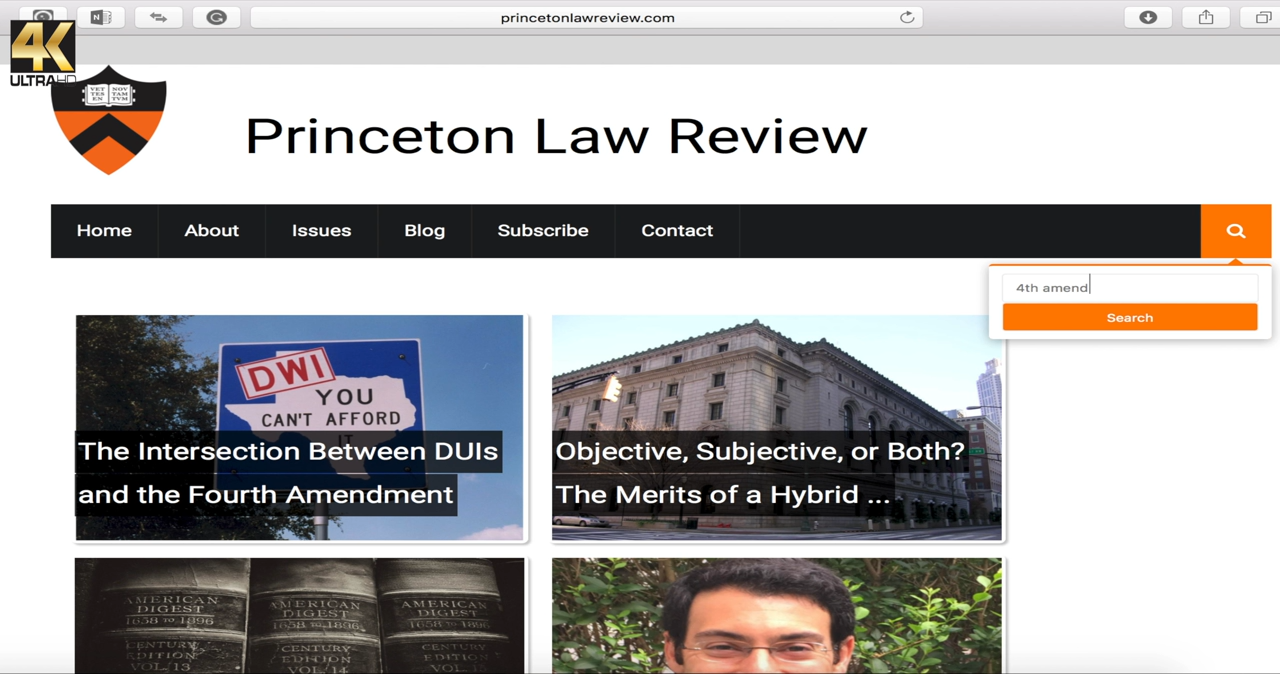 princetonlawreview.com
4K
ULTRA HD
VET NOV
TES TAM
EN TVM
Princeton Law Review
Home About Issues Blog Subscribe Contact
4th amend
Search
DWI
YOU
CAN'T AFFORD
IT
The Intersection Between DUIs
and the Fourth Amendment
Objective, Subjective, or Both?
The Merits of a Hybrid ...
AMERICAN DIGEST 1658 TO 1896 CENTURY EDITION VOL. 13
AMERICAN DIGEST 1658 TO 1896 CENTURY EDITION VOL. 14
AMERICAN DIGEST 1658 TO 1896 CENTURY EDITION